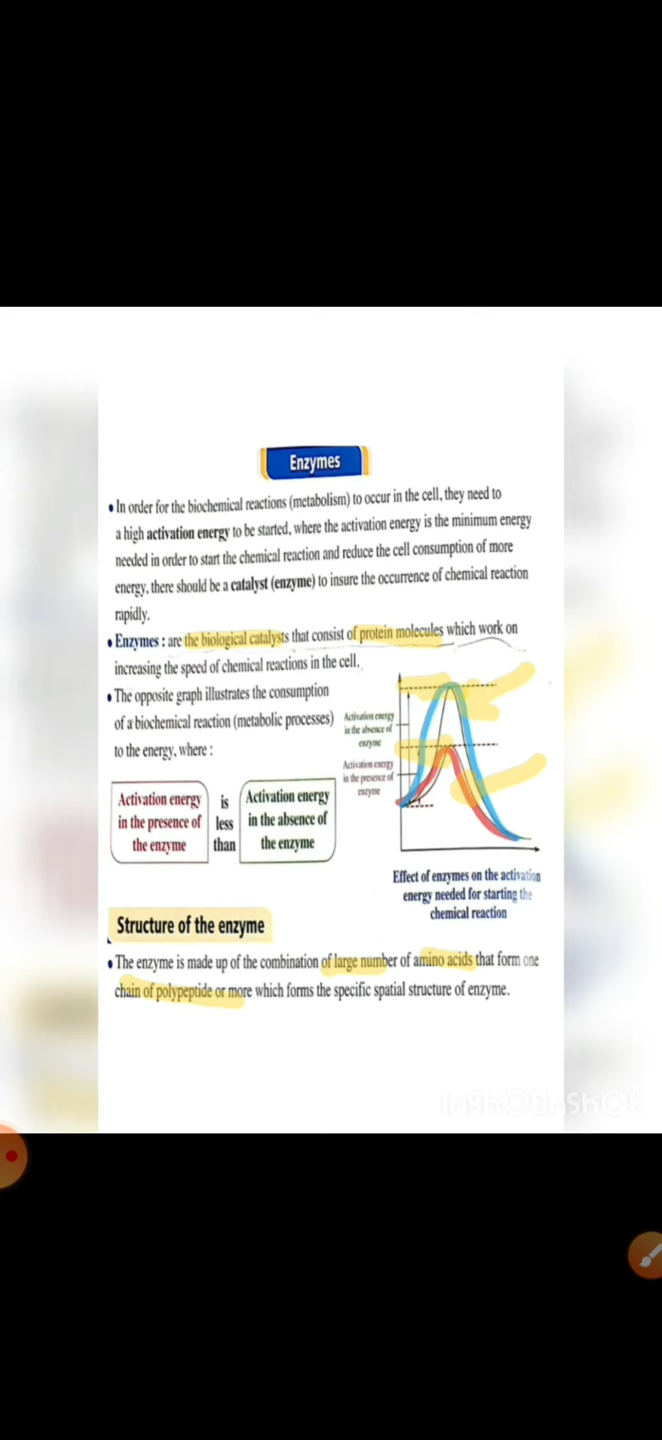 Enzymes
• In order for the biochemical reactions (metabolism) to occur in the cell, they need to
a high activation energy to be started, where the activation energy is the minimum energy
needed in order to start the chemical reaction and reduce the cell consumption of more
energy, there should be a catalyst (enzyme) to insure the occurrence of chemical reaction
rapidly.
• Enzymes : are the biological catalysts that consist of protein molecules which work on
increasing the speed of chemical reactions in the cell.
• The opposite graph illustrates the consumption
of a biochemical reaction (metabolic processes)
to the energy, where :
Activation energy
in the absence of
enzyme
Activation energy
in the presence of
enzyme
Activation energy
in the presence of
the enzyme
is
less
than
Activation energy
in the absence of
the enzyme
Effect of enzymes on the activation
energy needed for starting the
chemical reaction
Structure of the enzyme
• The enzyme is made up of the combination of large number of amino acids that form one
chain of polypeptide or more which forms the specific spatial structure of enzyme.
InShOt InShOt